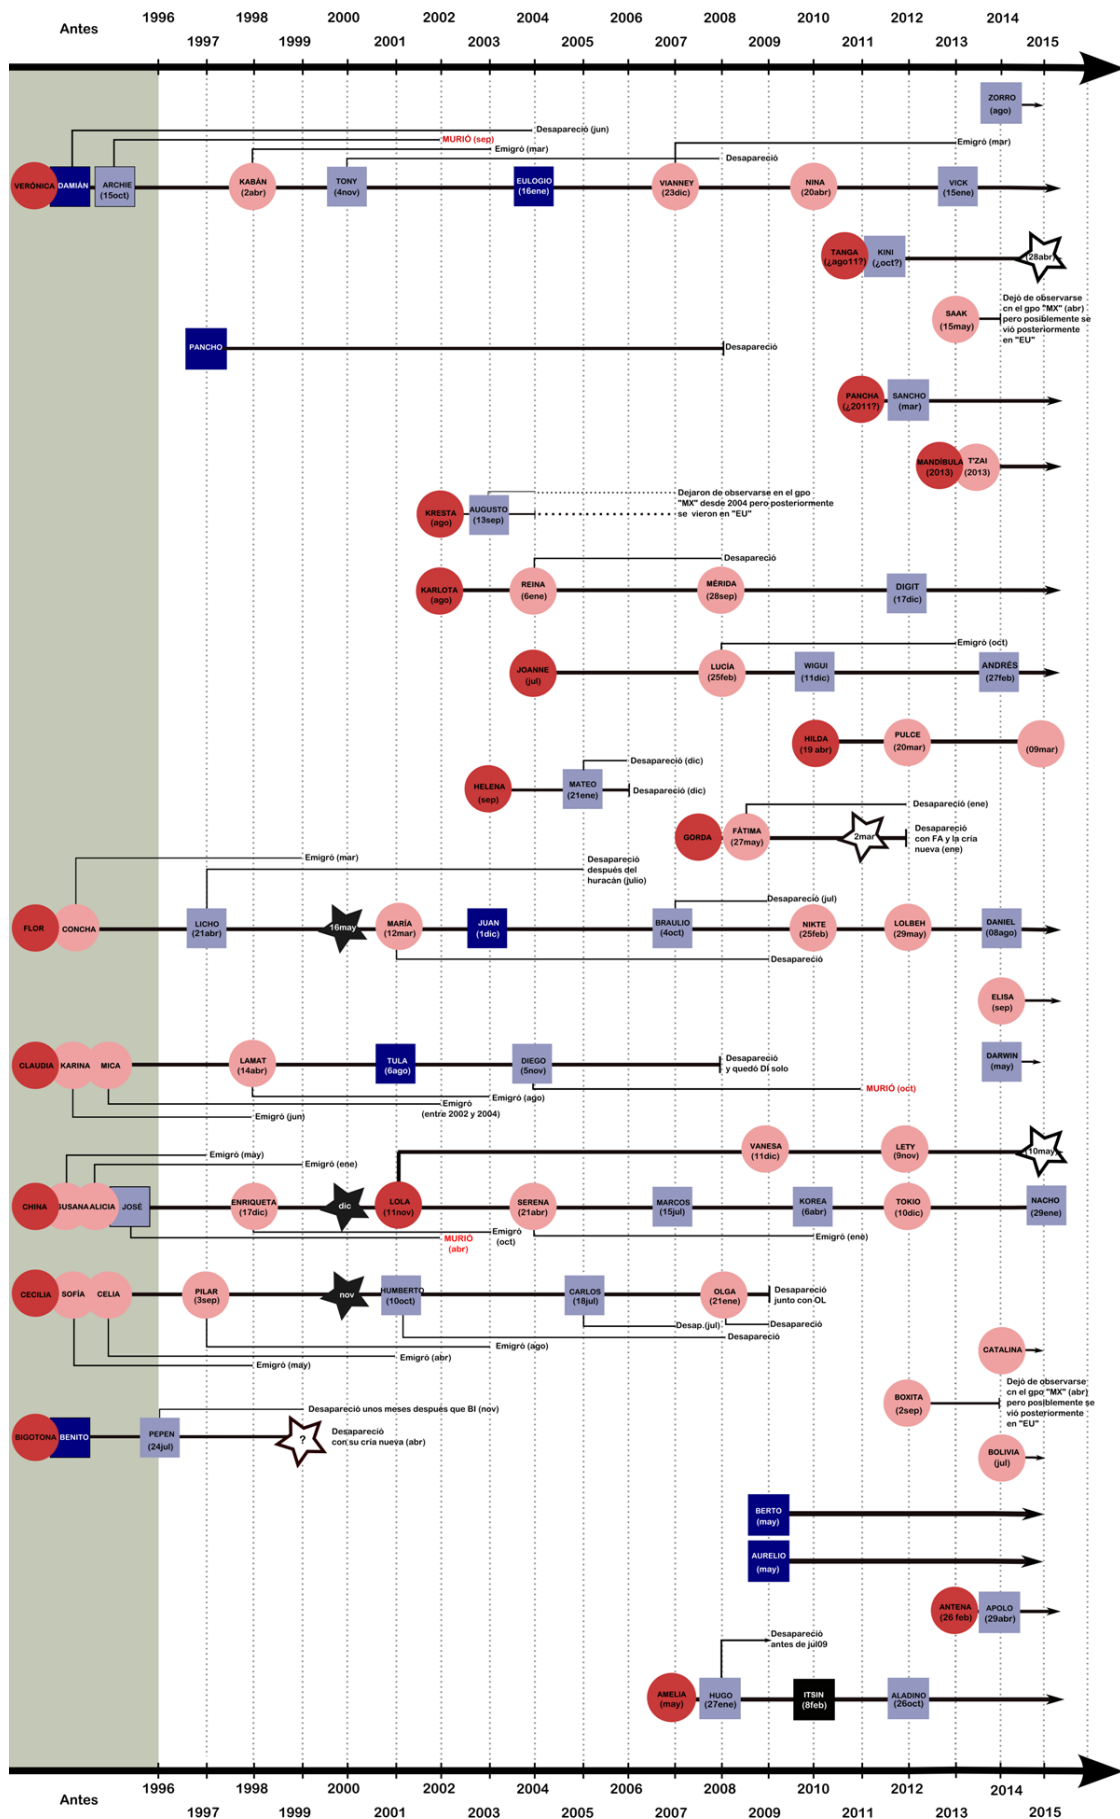 1996 1998 2000 2002 2004 2006 2008 2010 2012 2014
Antes
1997 1999 2001 2003 2005 2007 2009 2011 2013 2015
ZORRO
(ago)
Desapareció (jun)
MURIÓ (sep)
Emigró (mar)
Emigró (mar)
Desapareció
VERÓNICA
DAMIÁN
ARCHIE
(15oct)
KABÁN
(2abr)
TONY
(4nov)
EULOGIO
(16ene)
VIANNEY
(23dic)
NINA
(20abr)
VICK
(15ene)
TANGA
(¿ago11?)
KINI
(¿oct?)
(28abr)
SAAK
(15may)
Dejó de observarse
en el gpo "MX" (abr)
pero posiblemente se
vió posteriormente
en "EU"
PANCHO
Desapareció
PANCHA
(¿2011?)
SANCHO
(mar)
MANDÍBULA
(2013)
T'ZAI
(2013)
KRESTA
(ago)
AUGUSTO
(13sep)
Dejaron de observarse en el gpo
"MX" desde 2004 pero posteriormente
se vieron en "EU"
Desapareció
KARLOTA
(ago)
REINA
(6ene)
MÉRIDA
(28sep)
DIGIT
(17dic)
Emigró (oct)
JOANNE
(jul)
LUCÍA
(25feb)
WIGUI
(11dic)
ANDRÉS
(27feb)
HILDA
(19 abr)
PULCE
(20mar)
(09mar)
Desapareció (dic)
HELENA
(sep)
MATEO
(21ene)
Desapareció (dic)
Desapareció (ene)
GORDA
FÁTIMA
(27may)
2mar
Desapareció
con FA y la cría
nueva (ene)
Emigró (mar)
Desapareció
después del
huracán (julio)
Desapareció (jul)
FLOR
CONCHA
LICHO
(21abr)
16may
MARÍA
(12mar)
JUAN
(1dic)
BRAULIO
(4oct)
NIKTE
(25feb)
LOLBEH
(29may)
DANIEL
(08ago)
Desapareció
ELISA
(sep)
CLAUDIA
KARINA
MICA
LAMAT
(14abr)
TULA
(6ago)
DIEGO
(5nov)
Desapareció
y quedó DI solo
DARWIN
(may)
MURIÓ (oct)
Emigró (ago)
Emigró
(entre 2002 y 2004)
Emigró (jun)
VANESA
(11dic)
LETY
(9nov)
(10may)
Emigró (may)
Emigró (ene)
CHINA
SUSANA
ALICIA
JOSÉ
ENRIQUETA
(17dic)
dic
LOLA
(11nov)
SERENA
(21abr)
MARCOS
(15jul)
KOREA
(6abr)
TOKIO
(10dic)
NACHO
(29ene)
MURIÓ
(abr)
Emigró
(oct)
Emigró (ene)
CECILIA
SOFÍA
CELIA
PILAR
(3sep)
nov
HUMBERTO
(10oct)
CARLOS
(18jul)
OLGA
(21ene)
Desapareció
junto con OL
Desap.(jul)
Desapareció
Desapareció
Emigró (ago)
Emigró (abr)
Emigró (may)
CATALINA
BOXITA
(2sep)
Dejó de observarse
en el gpo "MX" (abr)
pero posiblemente se
vió posteriormente
en "EU"
Desapareció unos meses después que BI (nov)
BIGOTONA
BENITO
PEPEN
(24jul)
?
Desapareció
con su cría nueva (abr)
BOLIVIA
(jul)
BERTO
(may)
AURELIO
(may)
ANTENA
(26 feb)
APOLO
(29abr)
Desapareció
antes de jul09
AMELIA
(may)
HUGO
(27ene)
ITSIN
(8feb)
ALADINO
(26oct)
1996 1998 2000 2002 2004 2006 2008 2010 2012 2014
Antes
1997 1999 2001 2003 2005 2007 2009 2011 2013 2015